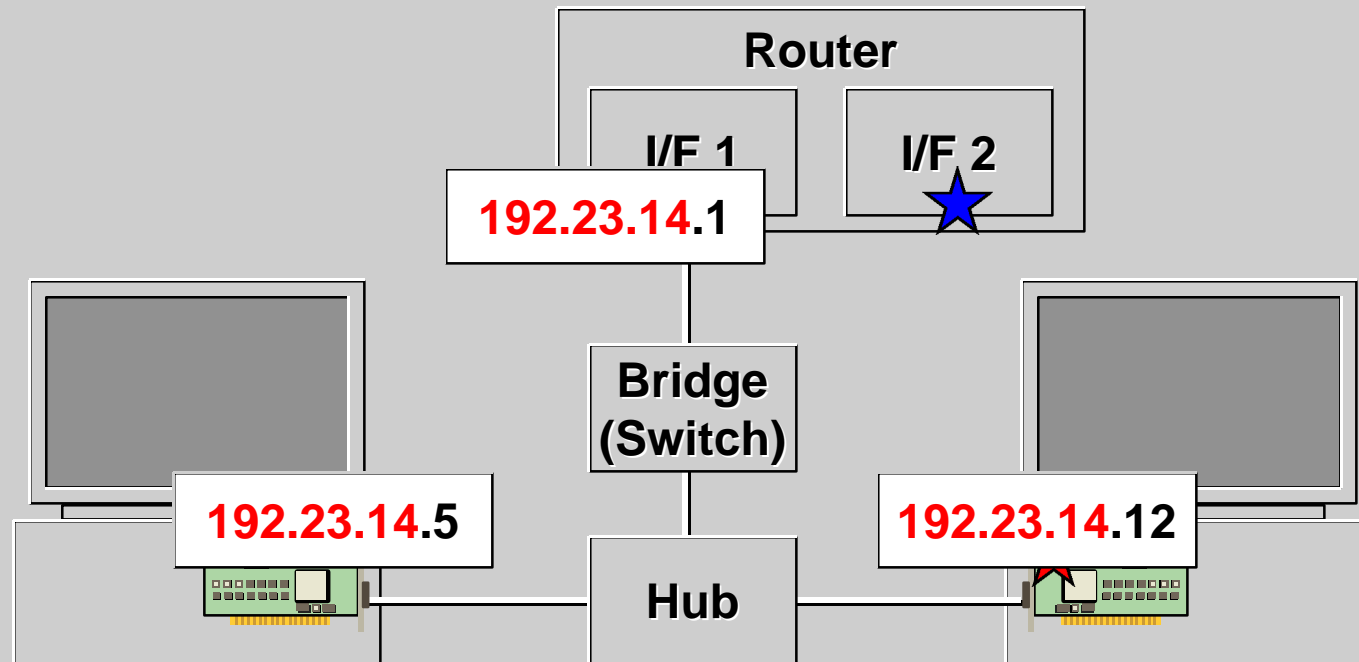 Router
I/F 1
I/F 2
192.23.14.1
Bridge
(Switch)
192.23.14.5
192.23.14.12
Hub